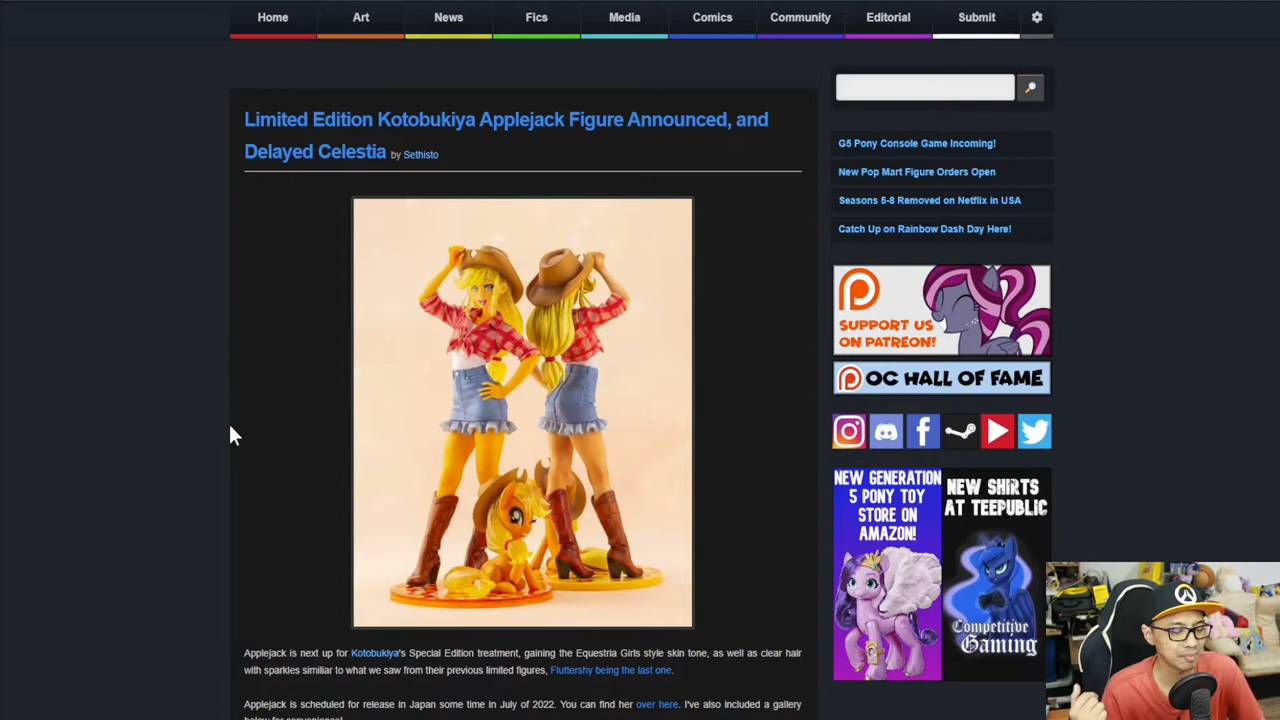 Home Art News Fics Media Comics Community Editorial Submit
Limited Edition Kotobukiya Applejack Figure Announced, and
Delayed Celestia by Sethisto
Applejack is next up for Kotobukiya's Special Edition treatment, gaining the Equestria Girls style skin tone, as well as clear hair
with sparkles similiar to what we saw from their previous limited figures, Fluttershy being the last one.
Applejack is scheduled for release in Japan some time in July of 2022. You can find her over here. I've also included a gallery
below for convenience!
G5 Pony Console Game Incoming!
New Pop Mart Figure Orders Open
Seasons 5-8 Removed on Netflix in USA
Catch Up on Rainbow Dash Day Here!
SUPPORT US
ON PATREON!
OC HALL OF FAME
NEW GENERATION
5 PONY TOY
STORE ON
AMAZON!
NEW SHIRTS
AT TEEPUBLIC
Competitive
Gaming